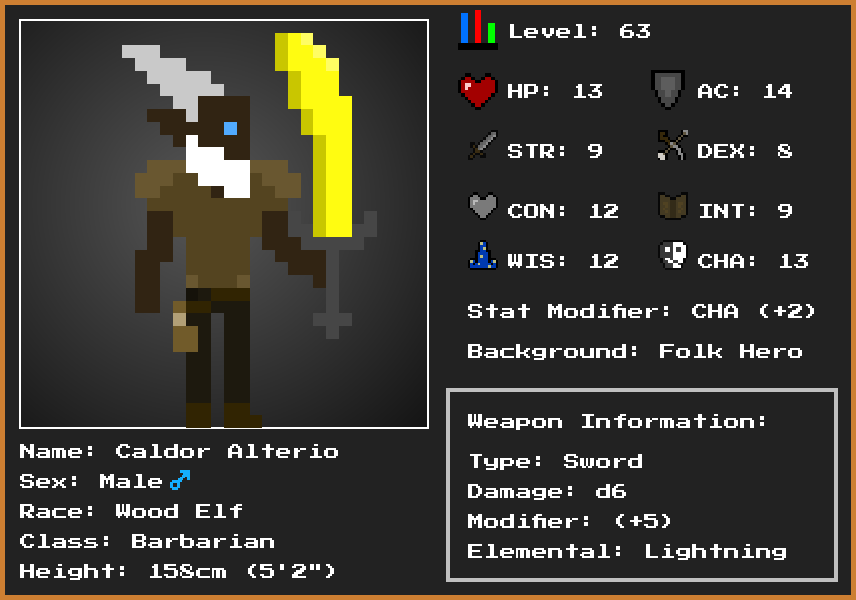 Level: 63
HP: 13
AC: 14
STR: 9
DEX: 8
CON: 12
INT: 9
WIS: 12
CHA: 13
Stat Modifier: CHA (+2)
Background: Folk Hero
Weapon Information:
Type: Sword
Damage: d6
Modifier: (+5)
Elemental: Lightning
Name: Caldor Alterio
Sex: Male♂
Race: Wood Elf
Class: Barbarian
Height: 158cm (5'2")